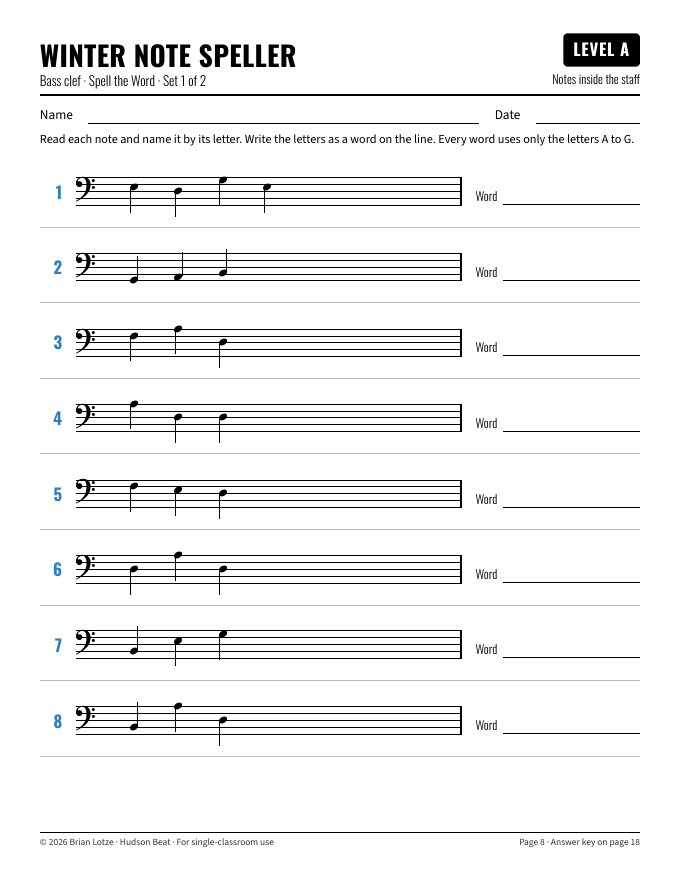 WINTER NOTE SPELLER
LEVEL A
Bass clef · Spell the Word · Set 1 of 2
Notes inside the staff
Name
Date
Read each note and name it by its letter. Write the letters as a word on the line. Every word uses only the letters A to G.
1 Word
2 Word
3 Word
4 Word
5 Word
6 Word
7 Word
8 Word
© 2026 Brian Lotze · Hudson Beat · For single-classroom use
Page 8 · Answer key on page 18